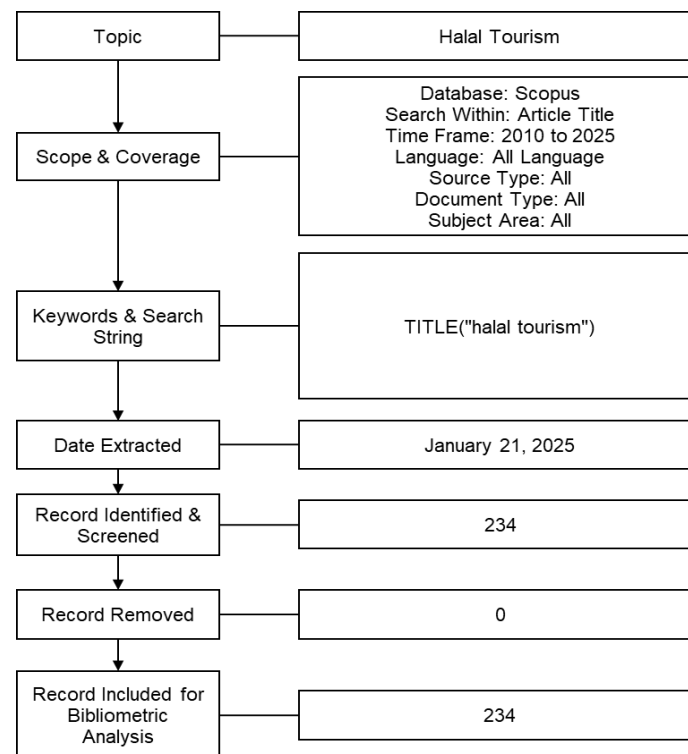 Topic
Halal Tourism
Scope & Coverage
Database: Scopus
Search Within: Article Title
Time Frame: 2010 to 2025
Language: All Language
Source Type: All
Document Type: All
Subject Area: All
Keywords & Search
String
TITLE("halal tourism")
Date Extracted
January 21, 2025
Record Identified &
Screened
234
Record Removed
0
Record Included for
Bibliometric
Analysis
234